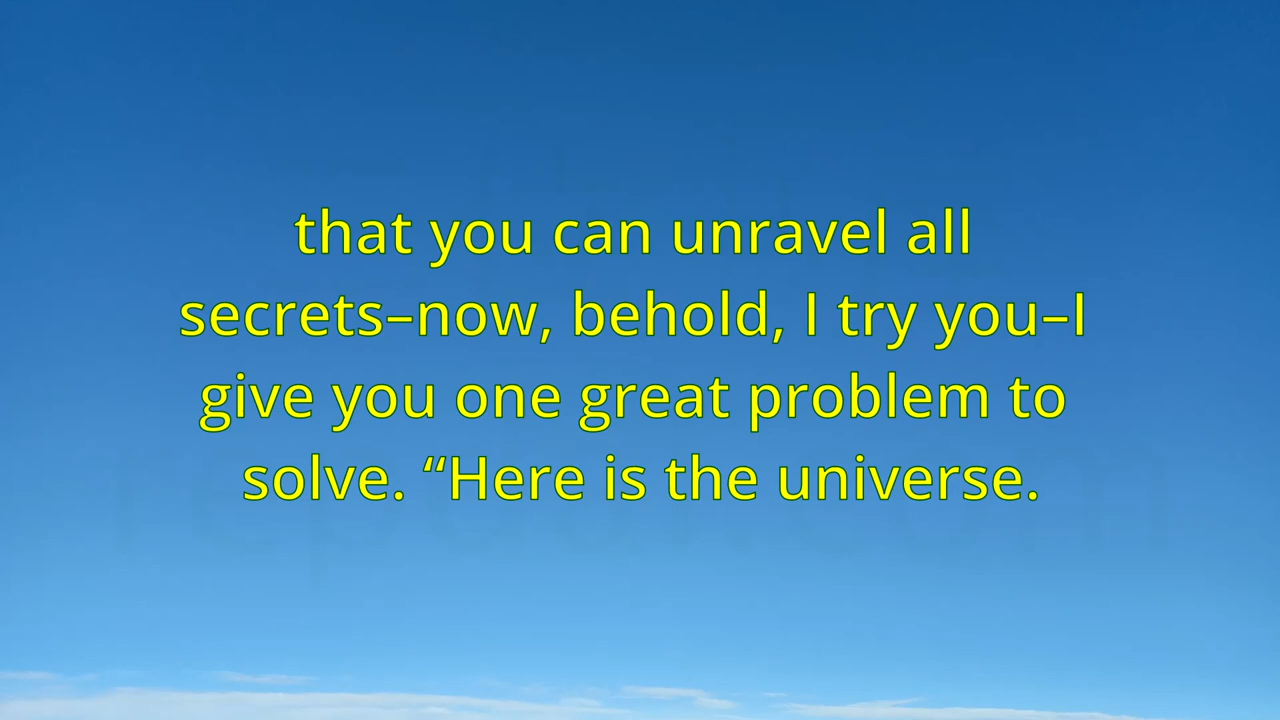 that you can unravel all
secrets–now, behold, I try you–I
give you one great problem to
solve. “Here is the universe.